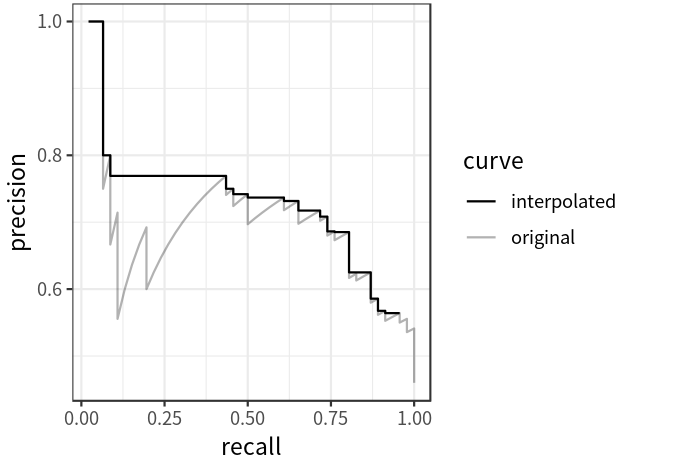 1.0
0.8
0.6
precision
0.00 0.25 0.50 0.75 1.00
recall
curve
interpolated
original